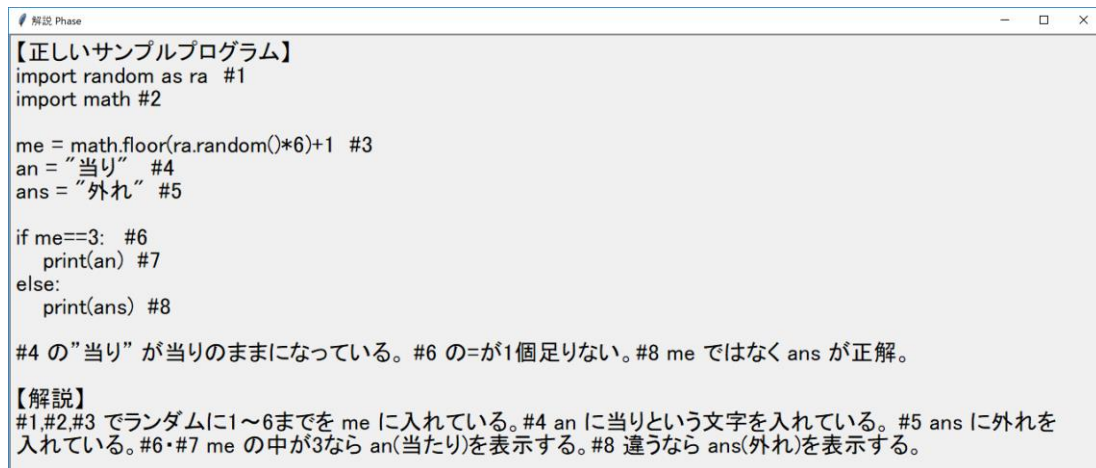 解説 Phase
【正しいサンプルプログラム】
import random as ra #1
import math #2
me = math.floor(ra.random()*6)+1 #3
an = "当り" #4
ans = "外れ" #5
if me==3: #6
print(an) #7
else:
print(ans) #8
#4 の”当り” が当りのままになっている。 #6 の=が1個足りない。#8 me ではなく ans が正解。
【解説】
#1,#2,#3 でランダムに1～6までを me に入れている。#4 an に当りという文字を入れている。 #5 ans に外れを
入れている。#6・#7 me の中が3なら an(当たり)を表示する。#8 違うなら ans(外れ)を表示する。